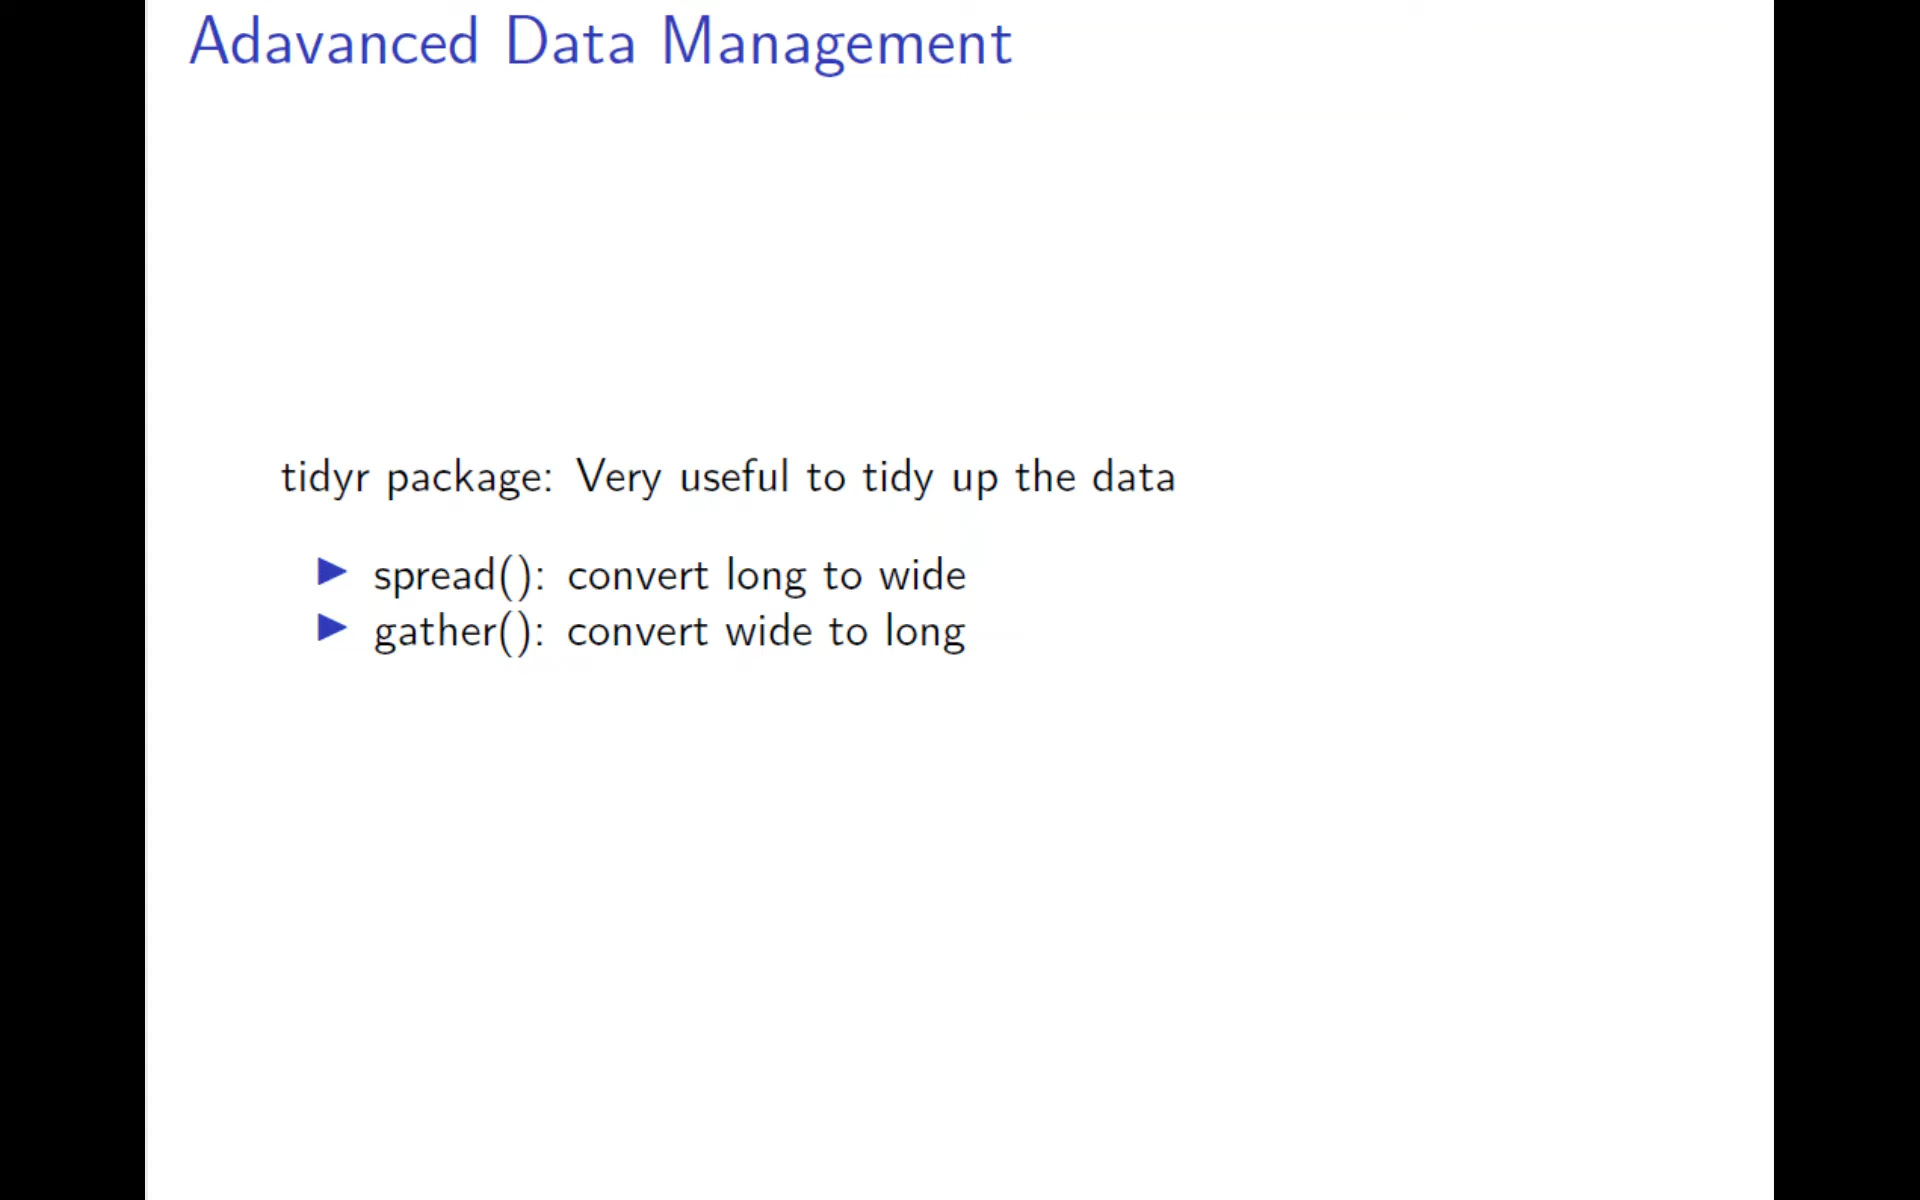 Adavanced Data Management
tidyr package: Very useful to tidy up the data
▶ spread(): convert long to wide
▶ gather(): convert wide to long